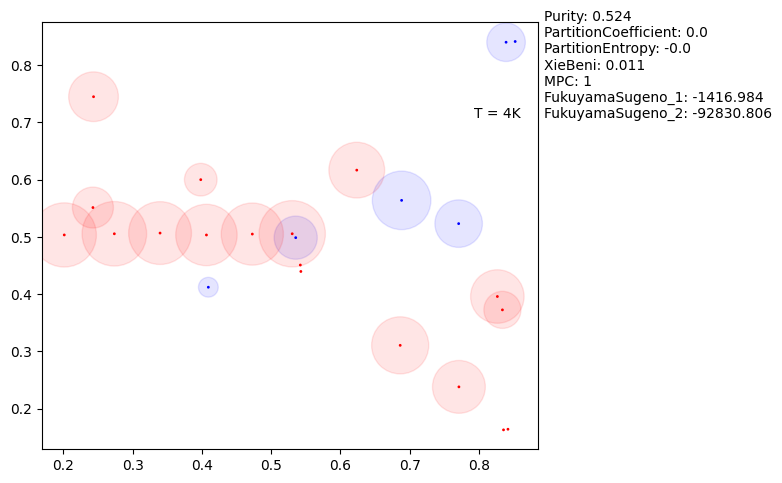 Purity: 0.524
PartitionCoefficient: 0.0
PartitionEntropy: -0.0
XieBeni: 0.011
MPC: 1
FukuyamaSugeno_1: -1416.984
FukuyamaSugeno_2: -92830.806
T = 4K
0.8
0.7
0.6
0.5
0.4
0.3
0.2
0.2 0.3 0.4 0.5 0.6 0.7 0.8